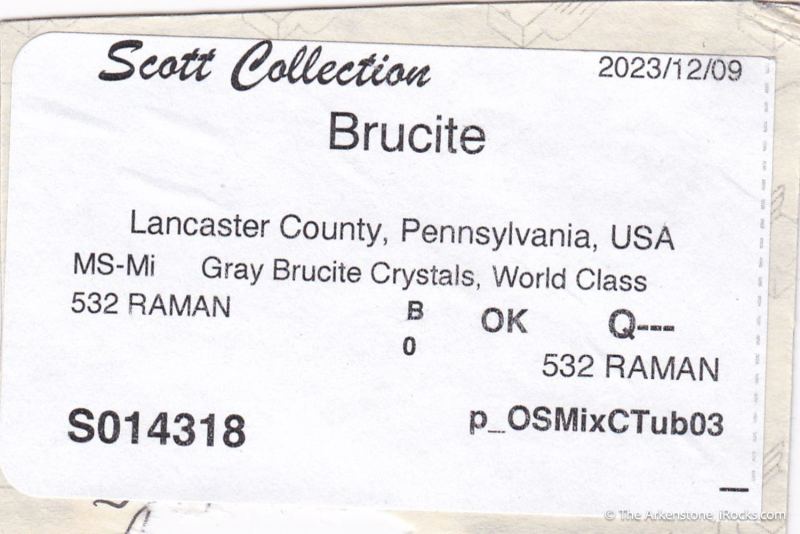 Scott Collection 2023/12/09
Brucite
Lancaster County, Pennsylvania, USA
MS-Mi Gray Brucite Crystals, World Class
532 RAMAN B OK Q---
0
532 RAMAN
S014318 p_OSMixCTub03
© The Arkenstone, iRocks.com